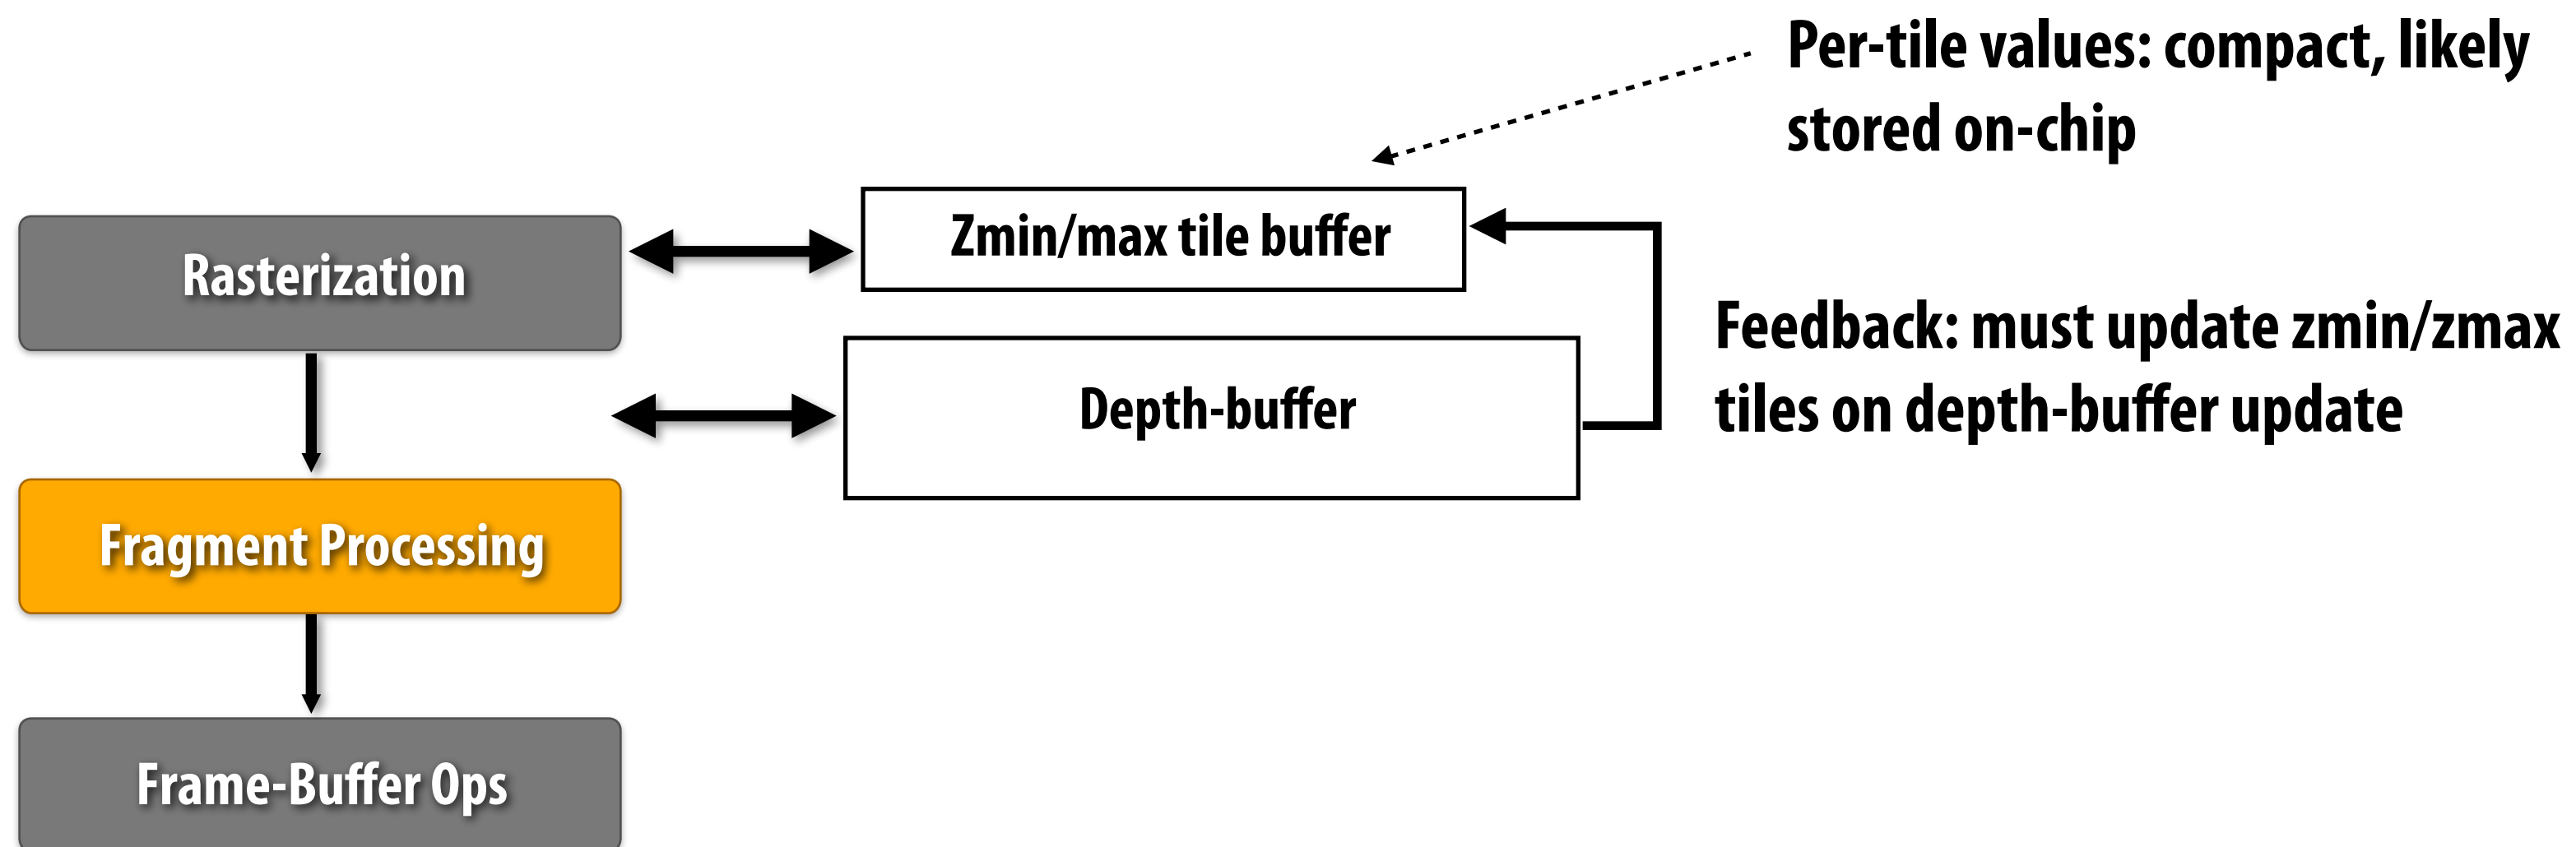 Per-tile values: compact, likely
stored on-chip
Zmin/max tile buffer
Rasterization
Feedback: must update zmin/zmax
tiles on depth-buffer update
Depth-buffer
Fragment Processing
Frame-Buffer Ops